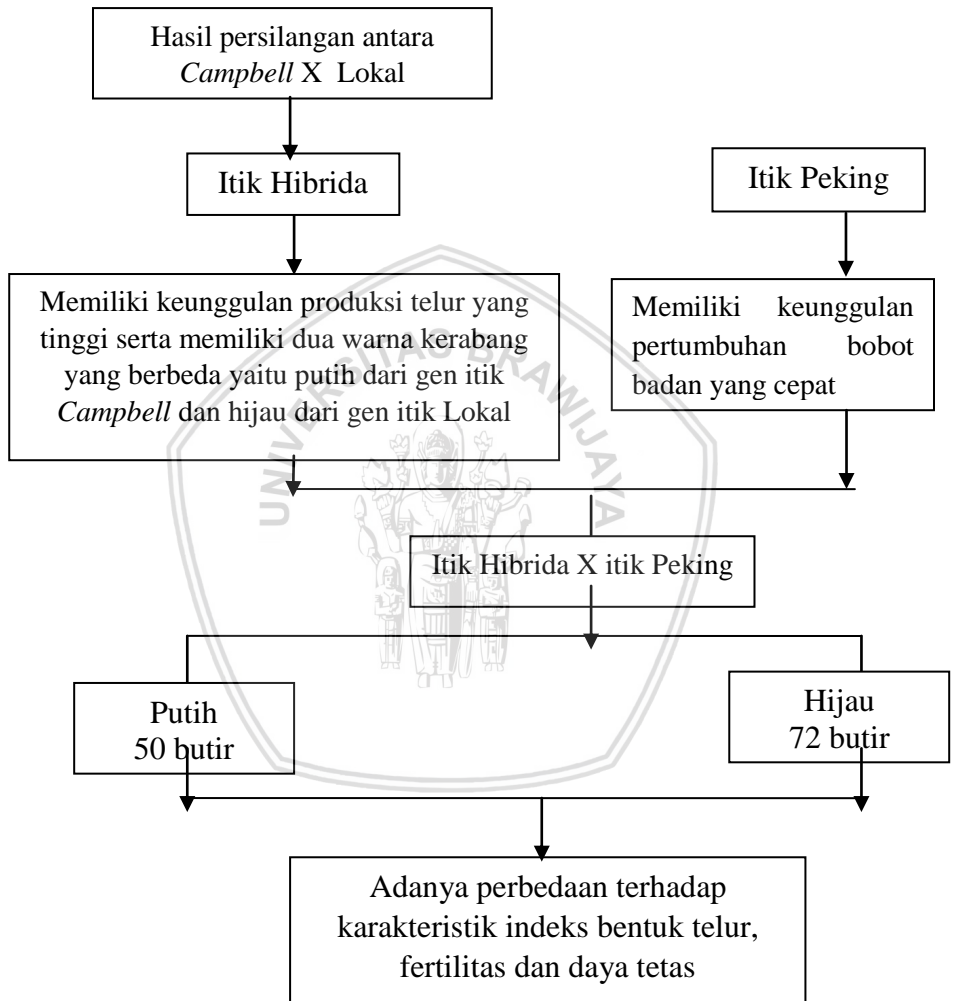 Hasil persilangan antara
Campbell X Lokal
Itik Hibrida
Itik Peking
Memiliki keunggulan produksi telur yang
tinggi serta memiliki dua warna kerabang
yang berbeda yaitu putih dari gen itik
Campbell dan hijau dari gen itik Lokal
Memiliki keunggulan
pertumbuhan bobot
badan yang cepat
UNIVERSITAS BRAWIJAYA
Itik Hibrida X itik Peking
Putih
50 butir
Hijau
72 butir
Adanya perbedaan terhadap
karakteristik indeks bentuk telur,
fertilitas dan daya tetas